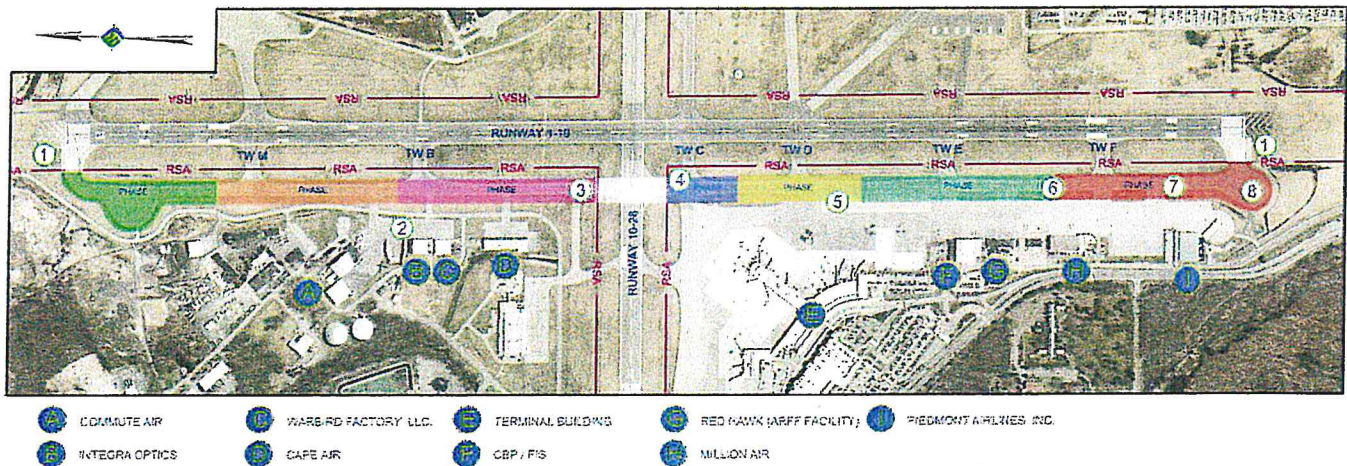 RSA RSA RSA RSA RSA RSA RSA
RUNWAY 1-19
1 TW M TW B TW C TW D TW E TW F 1
RSA RSA RSA RSA RSA RSA RSA
PHASE PHASE PHASE 3 4 PHASE 5 PHASE 6 PHASE 7 8
2
RUNWAY 10-28
RSA RSA
A B C D E F G H I
A COMMUTE AIR
C WARBIRD FACTORY LLC.
E TERMINAL BUILDING
G RED HAWK (ARFF FACILITY)
I PIEDMONT AIRLINES, INC.
B INTEGRA OPTICS
D CAPE AIR
F CBP / FIS
H MILLION AIR